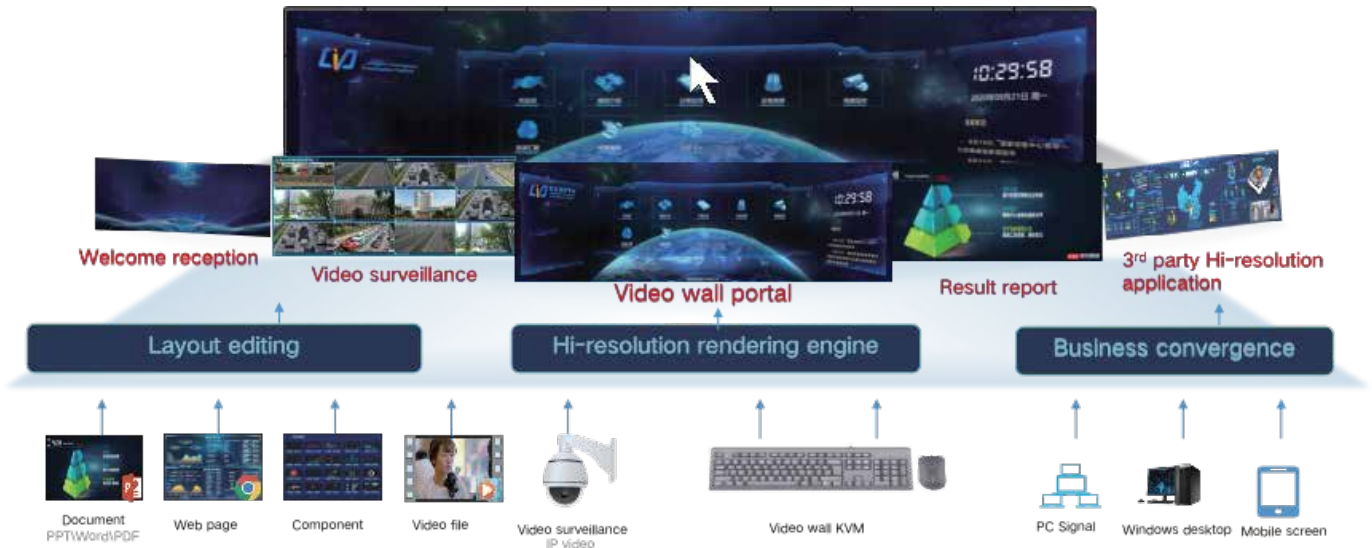 10:29:58
10:29:58
Welcome reception
Video surveillance
Video wall portal
Result report
3rd party Hi-resolution
application
Layout editing
Hi-resolution rendering engine
Business convergence
Document
PPT\Word\PDF
Web page
Component
Video file
Video surveillance
IP video
Video wall KVM
PC Signal
Windows desktop
Mobile screen